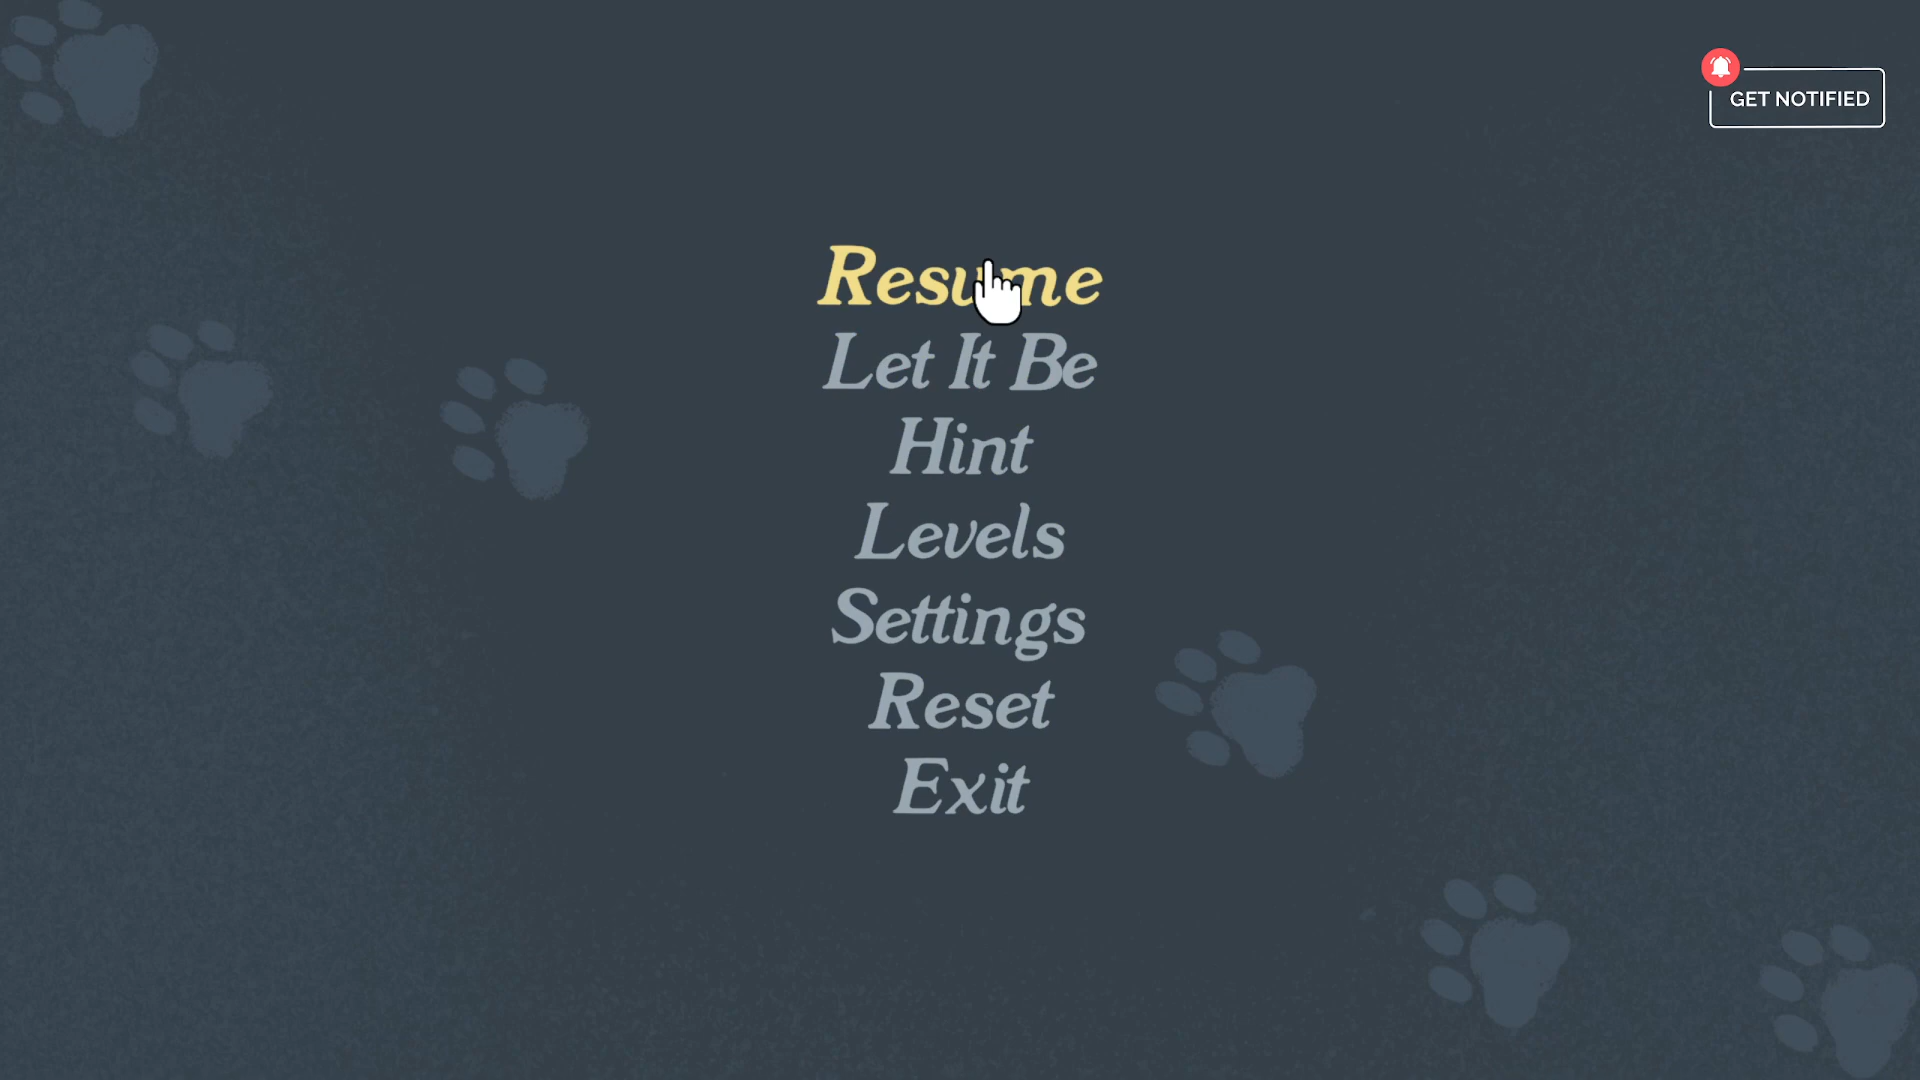 GET NOTIFIED
Resume
Let It Be
Hint
Levels
Settings
Reset
Exit